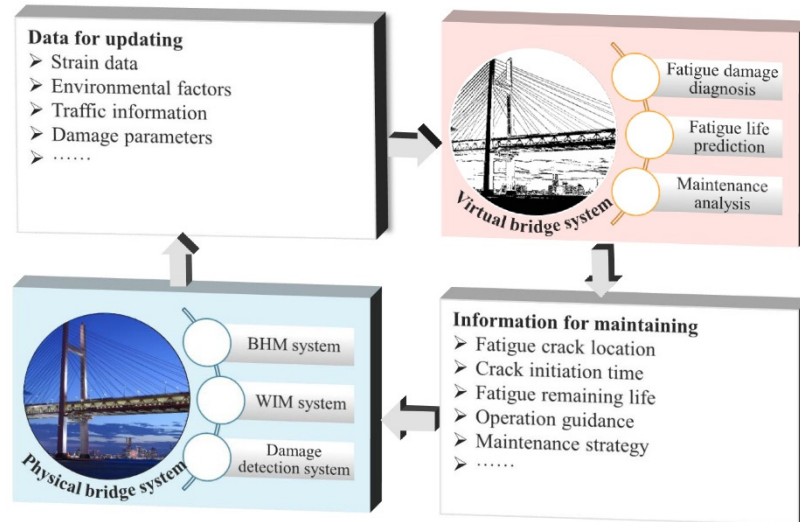 Data for updating
➢ Strain data
➢ Environmental factors
➢ Traffic information
➢ Damage parameters
➢ ······
Fatigue damage
diagnosis
Fatigue life
prediction
Maintenance
analysis
Virtual bridge system
BHM system
WIM system
Damage
detection system
Physical bridge system
Information for maintaining
➢ Fatigue crack location
➢ Crack initiation time
➢ Fatigue remaining life
➢ Operation guidance
➢ Maintenance strategy
➢ ······